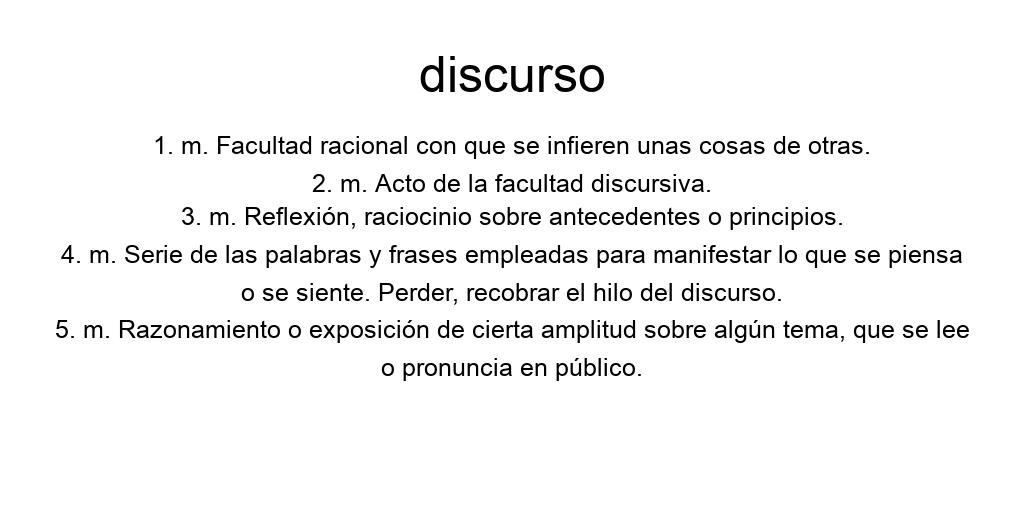 discurso
1. m. Facultad racional con que se infieren unas cosas de otras.
2. m. Acto de la facultad discursiva.
3. m. Reflexión, raciocinio sobre antecedentes o principios.
4. m. Serie de las palabras y frases empleadas para manifestar lo que se piensa
o se siente. Perder, recobrar el hilo del discurso.
5. m. Razonamiento o exposición de cierta amplitud sobre algún tema, que se lee
o pronuncia en público.